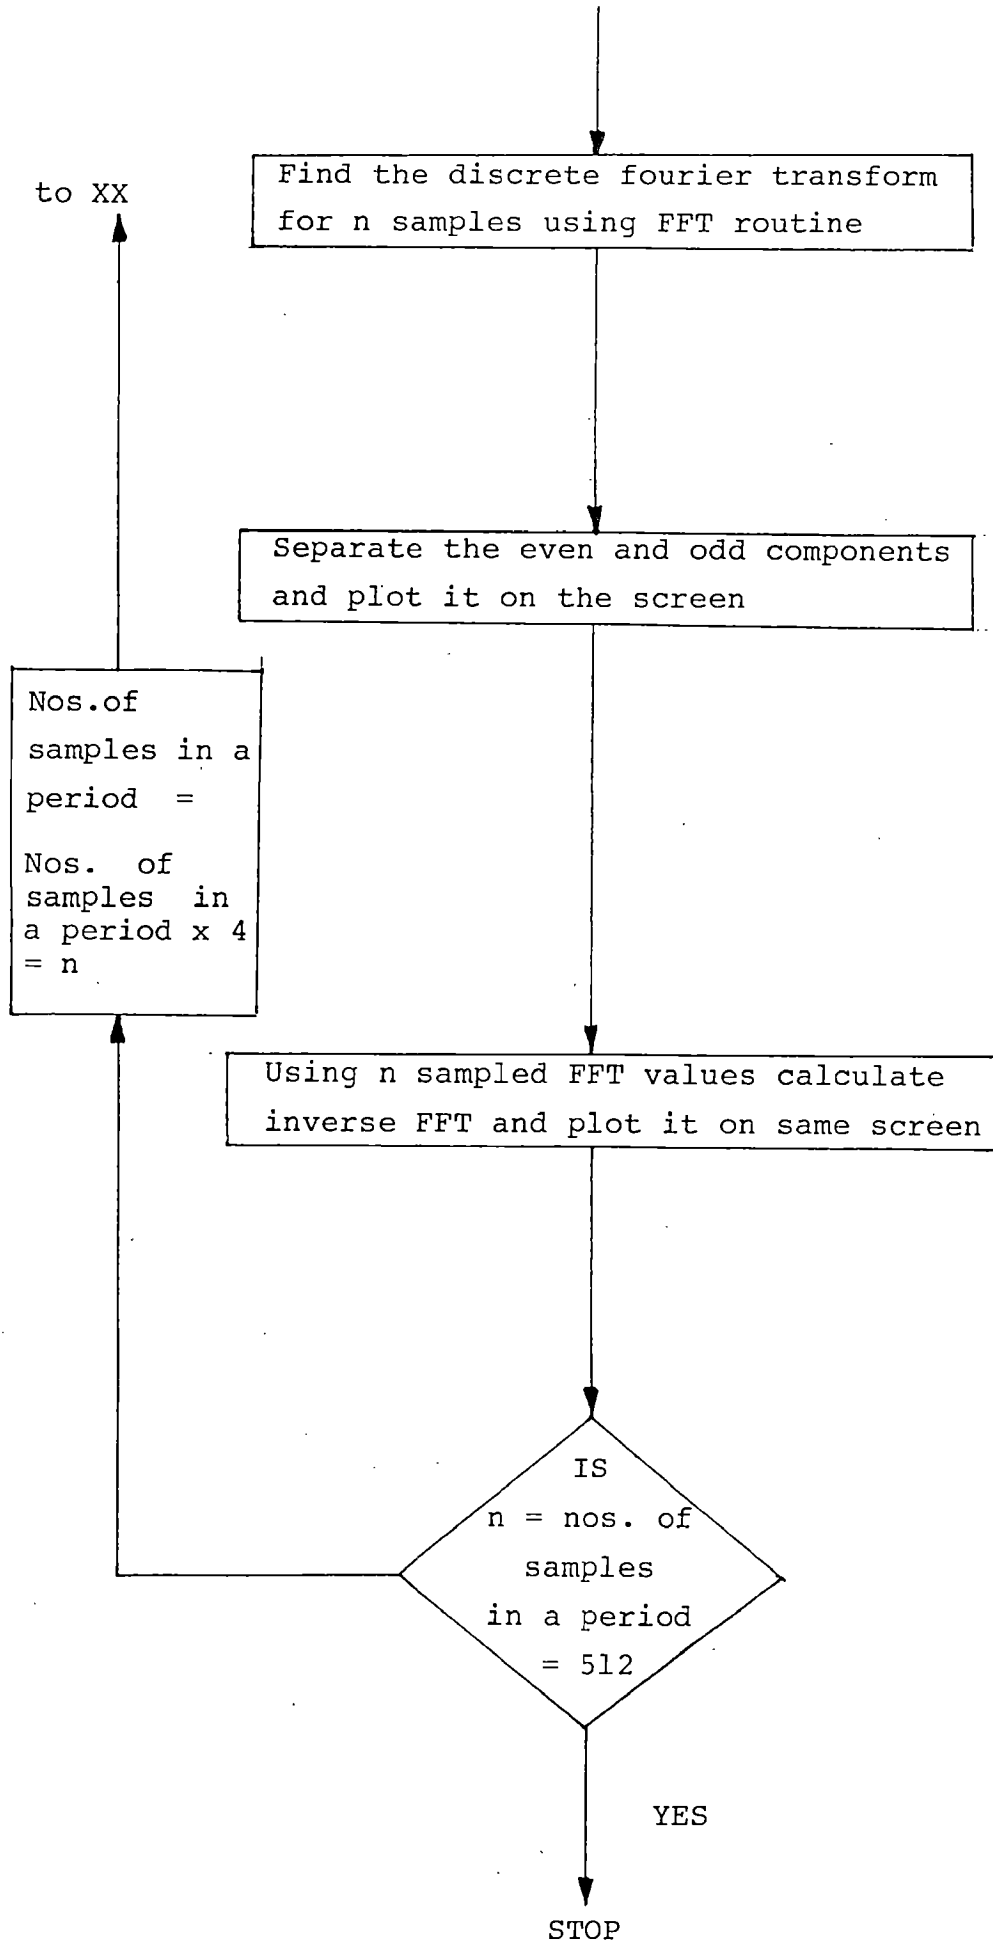 to XX
Find the discrete fourier transform
for n samples using FFT routine
Separate the even and odd components
and plot it on the screen
Nos.of
samples in a
period =
Nos. of
samples in
a period x 4
= n
Using n sampled FFT values calculate
inverse FFT and plot it on same screen
IS
n = nos. of
samples
in a period
= 512
YES
STOP